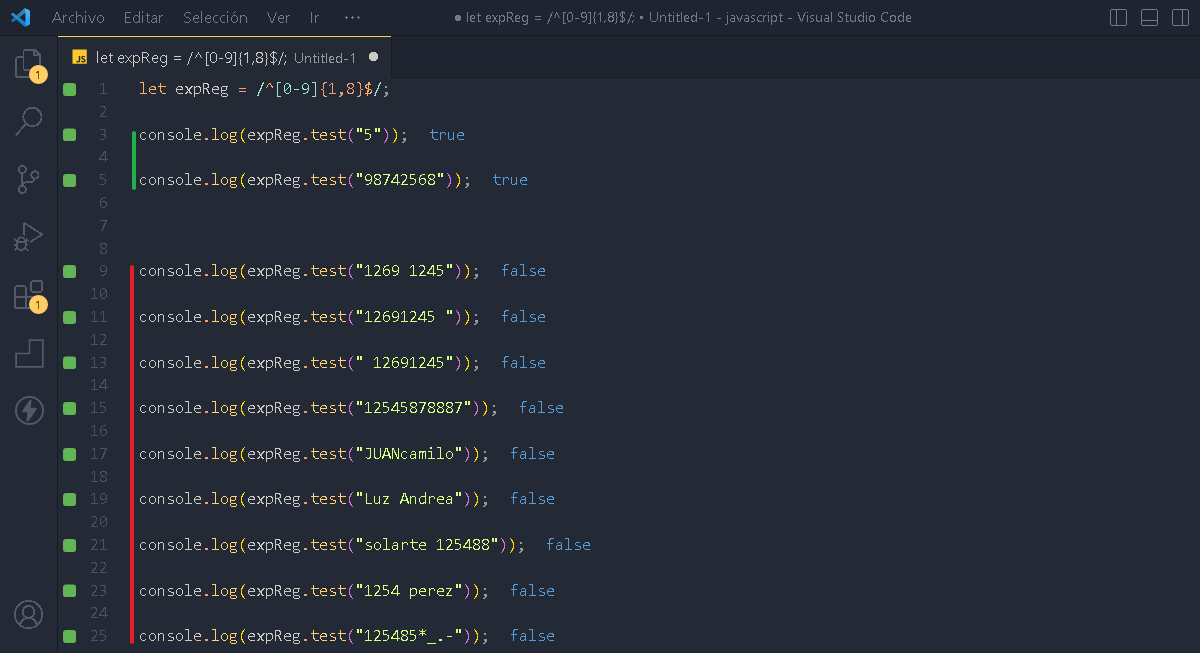 Archivo Editar Selección Ver Ir ··· ● let expReg = /^[0-9]{1,8}$/; • Untitled-1 - javascript - Visual Studio Code
JS let expReg = /^[0-9]{1,8}$/; Untitled-1 ●
1 let expReg = /^[0-9]{1,8}$/;
2
3 console.log(expReg.test("5")); true
4
5 console.log(expReg.test("98742568")); true
6
7
8
9 console.log(expReg.test("1269 1245")); false
10
11 console.log(expReg.test("12691245 ")); false
12
13 console.log(expReg.test(" 12691245")); false
14
15 console.log(expReg.test("12545878887")); false
16
17 console.log(expReg.test("JUANcamilo")); false
18
19 console.log(expReg.test("Luz Andrea")); false
20
21 console.log(expReg.test("solarte 125488")); false
22
23 console.log(expReg.test("1254 perez")); false
24
25 console.log(expReg.test("125485*_.-")); false
1
1